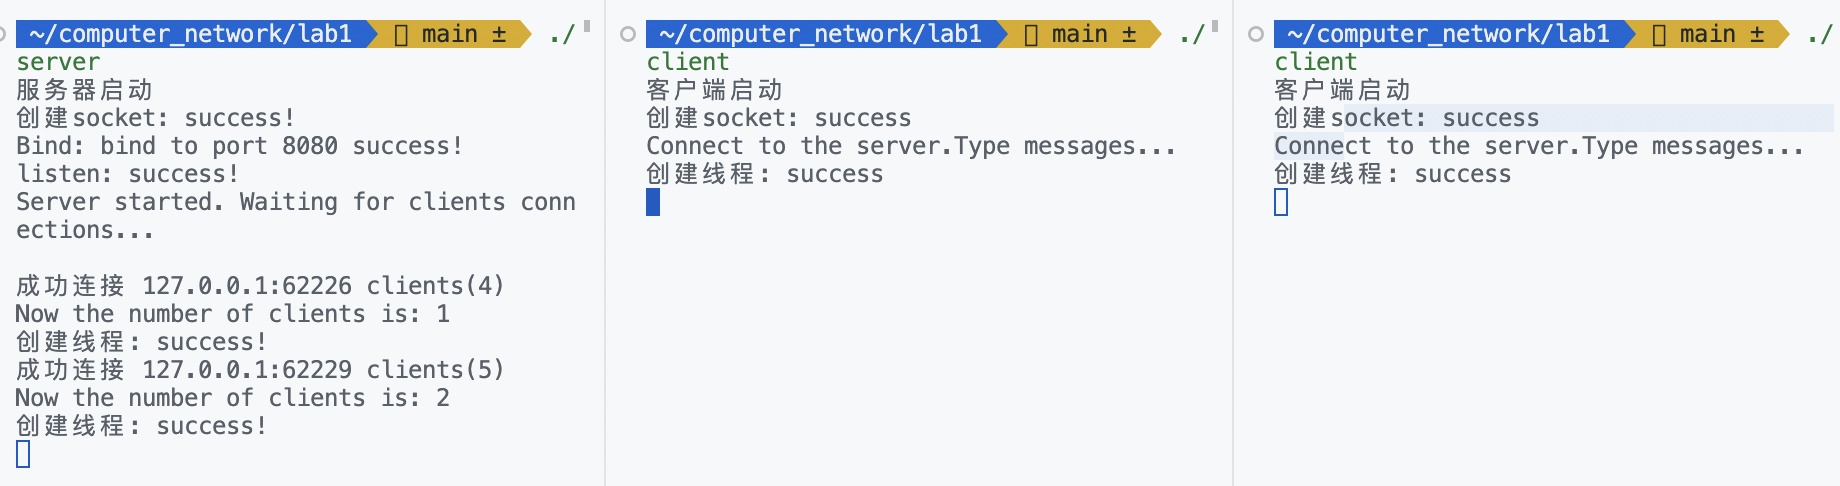 ~/computer_network/lab1 main ± ./
server
服务器启动
创建socket: success!
Bind: bind to port 8080 success!
listen: success!
Server started. Waiting for clients conn
ections...
成功连接 127.0.0.1:62226 clients(4)
Now the number of clients is: 1
创建线程: success!
成功连接 127.0.0.1:62229 clients(5)
Now the number of clients is: 2
创建线程: success!
~/computer_network/lab1 main ± ./
client
客户端启动
创建socket: success
Connect to the server.Type messages...
创建线程: success
~/computer_network/lab1 main ± ./
client
客户端启动
创建socket: success
Connect to the server.Type messages...
创建线程: success